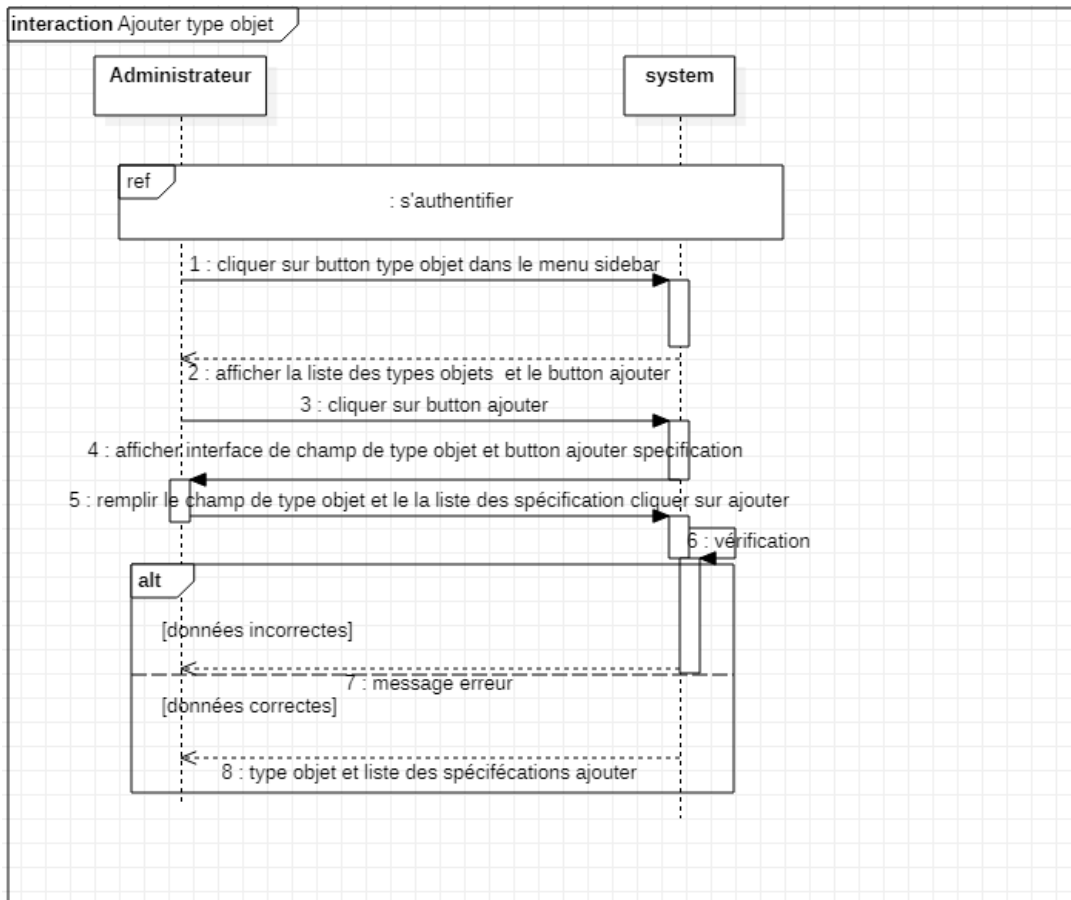 interaction Ajouter type objet
Administrateur
system
ref
: s'authentifier
1 : cliquer sur button type objet dans le menu sidebar
2 : afficher la liste des types objets et le button ajouter
3 : cliquer sur button ajouter
4 : afficher interface de champ de type objet et button ajouter specification
5 : remplir le champ de type objet et le la liste des spécification cliquer sur ajouter
6 : vérification
alt
[données incorrectes]
7 : message erreur
[données correctes]
8 : type objet et liste des spécifécations ajouter